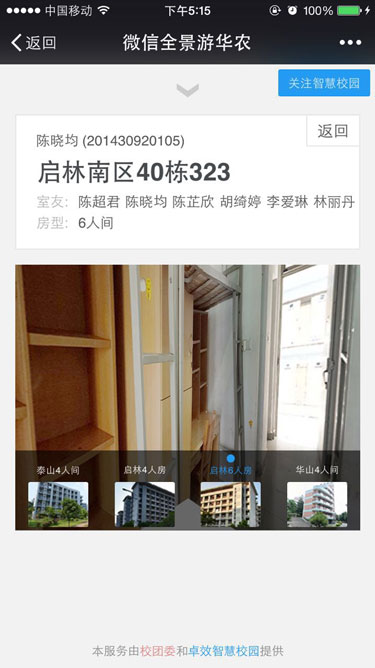 中国移动 下午5:15 100%
返回 微信全景游华农
关注智慧校园
返回
陈晓均 (201430920105)
启林南区40栋323
室友： 陈超君 陈晓均 陈芷欣 胡绮婷 李爱琳 林丽丹
房型： 6人间
泰山4人间 启林4人房 启林6人房 华山4人间
本服务由校团委和卓效智慧校园提供